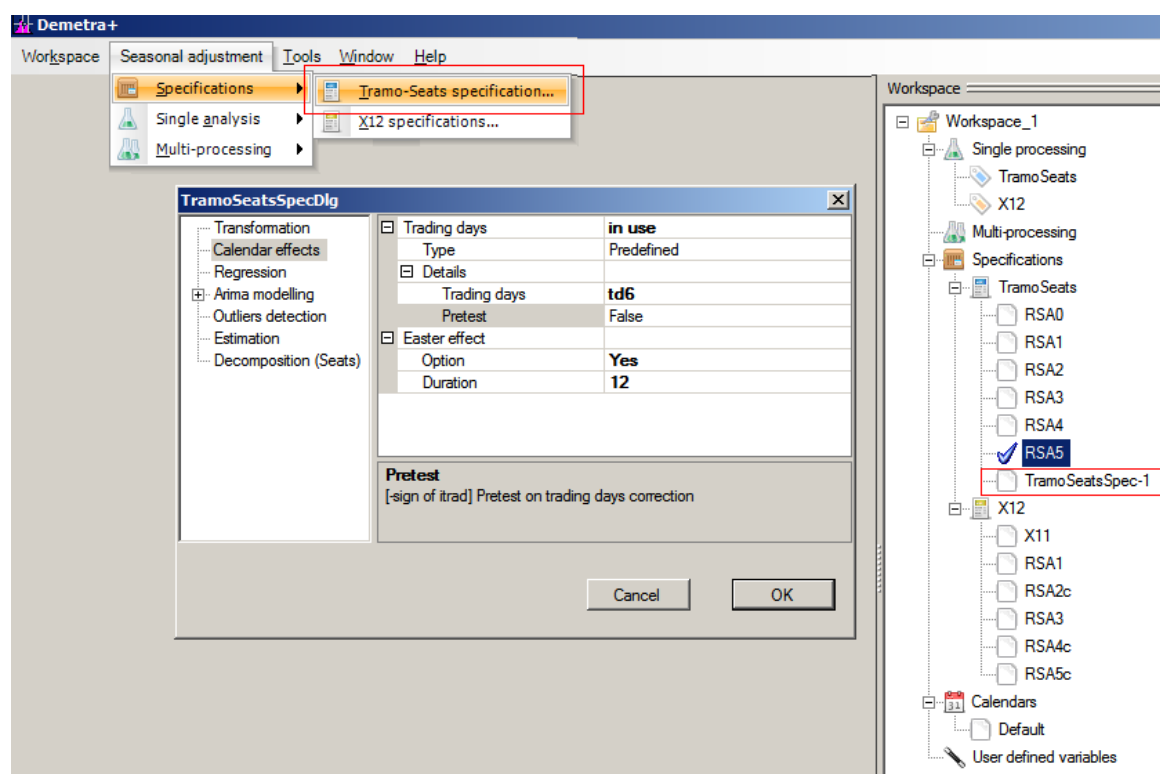 Demetra+
Workspace Seasonal adjustment Tools Window Help
Specifications
Single analysis
Multi-processing
Tramo-Seats specification...
X12 specifications...
TramoSeatsSpecDlg
Transformation
Calendar effects
Regression
Arima modelling
Outliers detection
Estimation
Decomposition (Seats)
Trading days in use
Type Predefined
Details
Trading days td6
Pretest False
Easter effect
Option Yes
Duration 12
Pretest
[-sign of itrad] Pretest on trading days correction
Cancel OK
Workspace
Workspace_1
Single processing
TramoSeats
X12
Multi-processing
Specifications
TramoSeats
RSA0
RSA1
RSA2
RSA3
RSA4
RSA5
TramoSeatsSpec-1
X12
X11
RSA1
RSA2c
RSA3
RSA4c
RSA5c
31 Calendars
Default
User defined variables